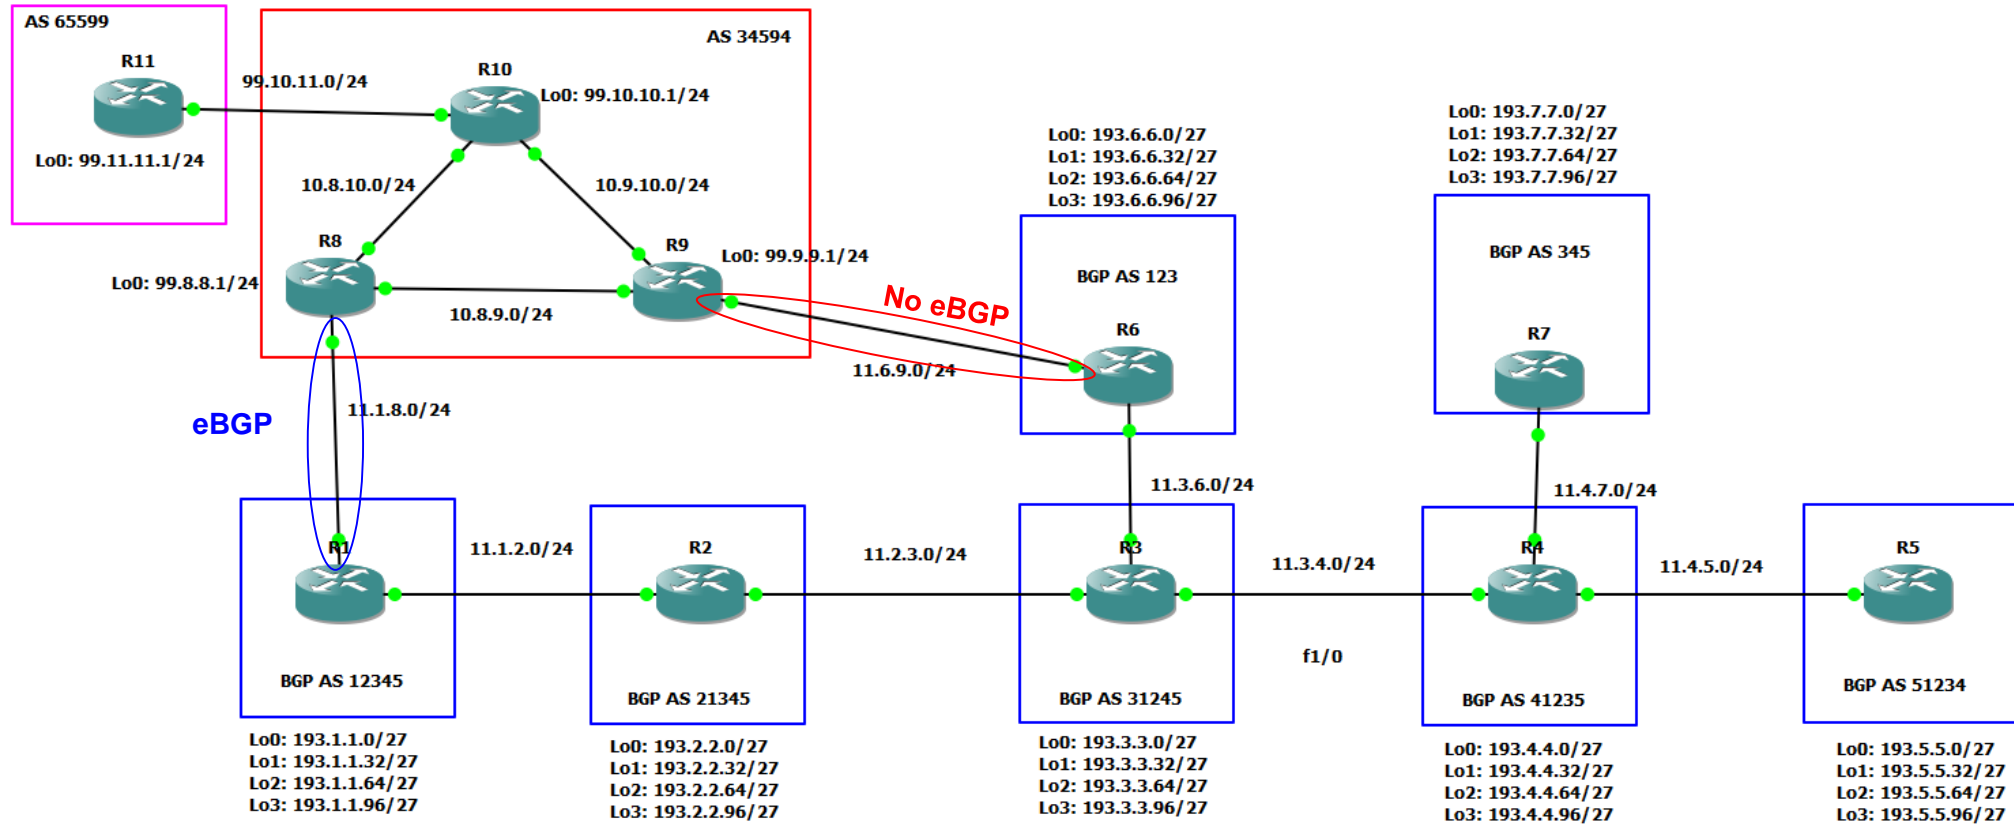 AS 65599
R11
Lo0: 99.11.11.1/24
99.10.11.0/24
AS 34594
R10
Lo0: 99.10.10.1/24
10.8.10.0/24
10.9.10.0/24
R8
Lo0: 99.8.8.1/24
R9
Lo0: 99.9.9.1/24
10.8.9.0/24
No eBGP
11.6.9.0/24
eBGP
11.1.8.0/24
Lo0: 193.6.6.0/27
Lo1: 193.6.6.32/27
Lo2: 193.6.6.64/27
Lo3: 193.6.6.96/27
BGP AS 123
R6
Lo0: 193.7.7.0/27
Lo1: 193.7.7.32/27
Lo2: 193.7.7.64/27
Lo3: 193.7.7.96/27
BGP AS 345
R7
11.3.6.0/24
11.4.7.0/24
R1
BGP AS 12345
Lo0: 193.1.1.0/27
Lo1: 193.1.1.32/27
Lo2: 193.1.1.64/27
Lo3: 193.1.1.96/27
11.1.2.0/24
R2
BGP AS 21345
Lo0: 193.2.2.0/27
Lo1: 193.2.2.32/27
Lo2: 193.2.2.64/27
Lo3: 193.2.2.96/27
11.2.3.0/24
R3
BGP AS 31245
Lo0: 193.3.3.0/27
Lo1: 193.3.3.32/27
Lo2: 193.3.3.64/27
Lo3: 193.3.3.96/27
11.3.4.0/24
f1/0
R4
BGP AS 41235
Lo0: 193.4.4.0/27
Lo1: 193.4.4.32/27
Lo2: 193.4.4.64/27
Lo3: 193.4.4.96/27
11.4.5.0/24
R5
BGP AS 51234
Lo0: 193.5.5.0/27
Lo1: 193.5.5.32/27
Lo2: 193.5.5.64/27
Lo3: 193.5.5.96/27